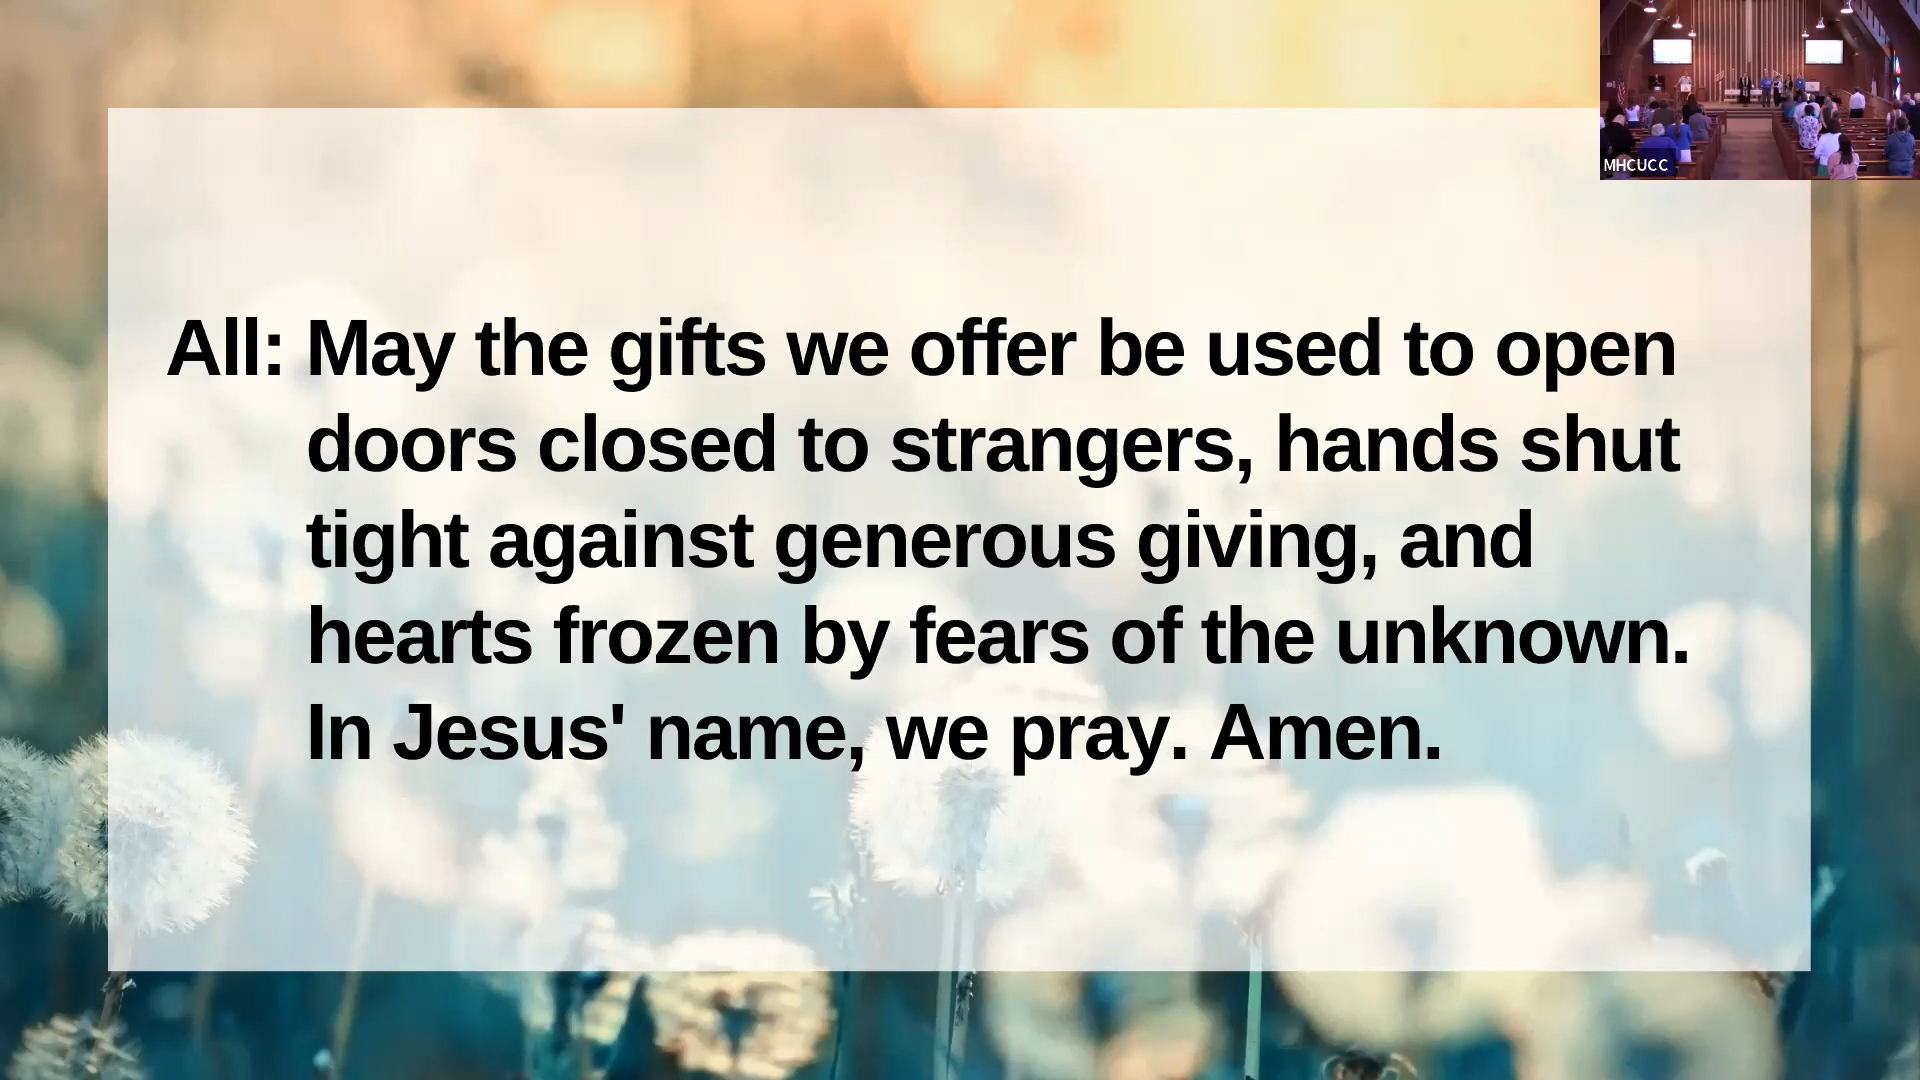 MHCUCC
All: May the gifts we offer be used to open
doors closed to strangers, hands shut
tight against generous giving, and
hearts frozen by fears of the unknown.
In Jesus' name, we pray. Amen.